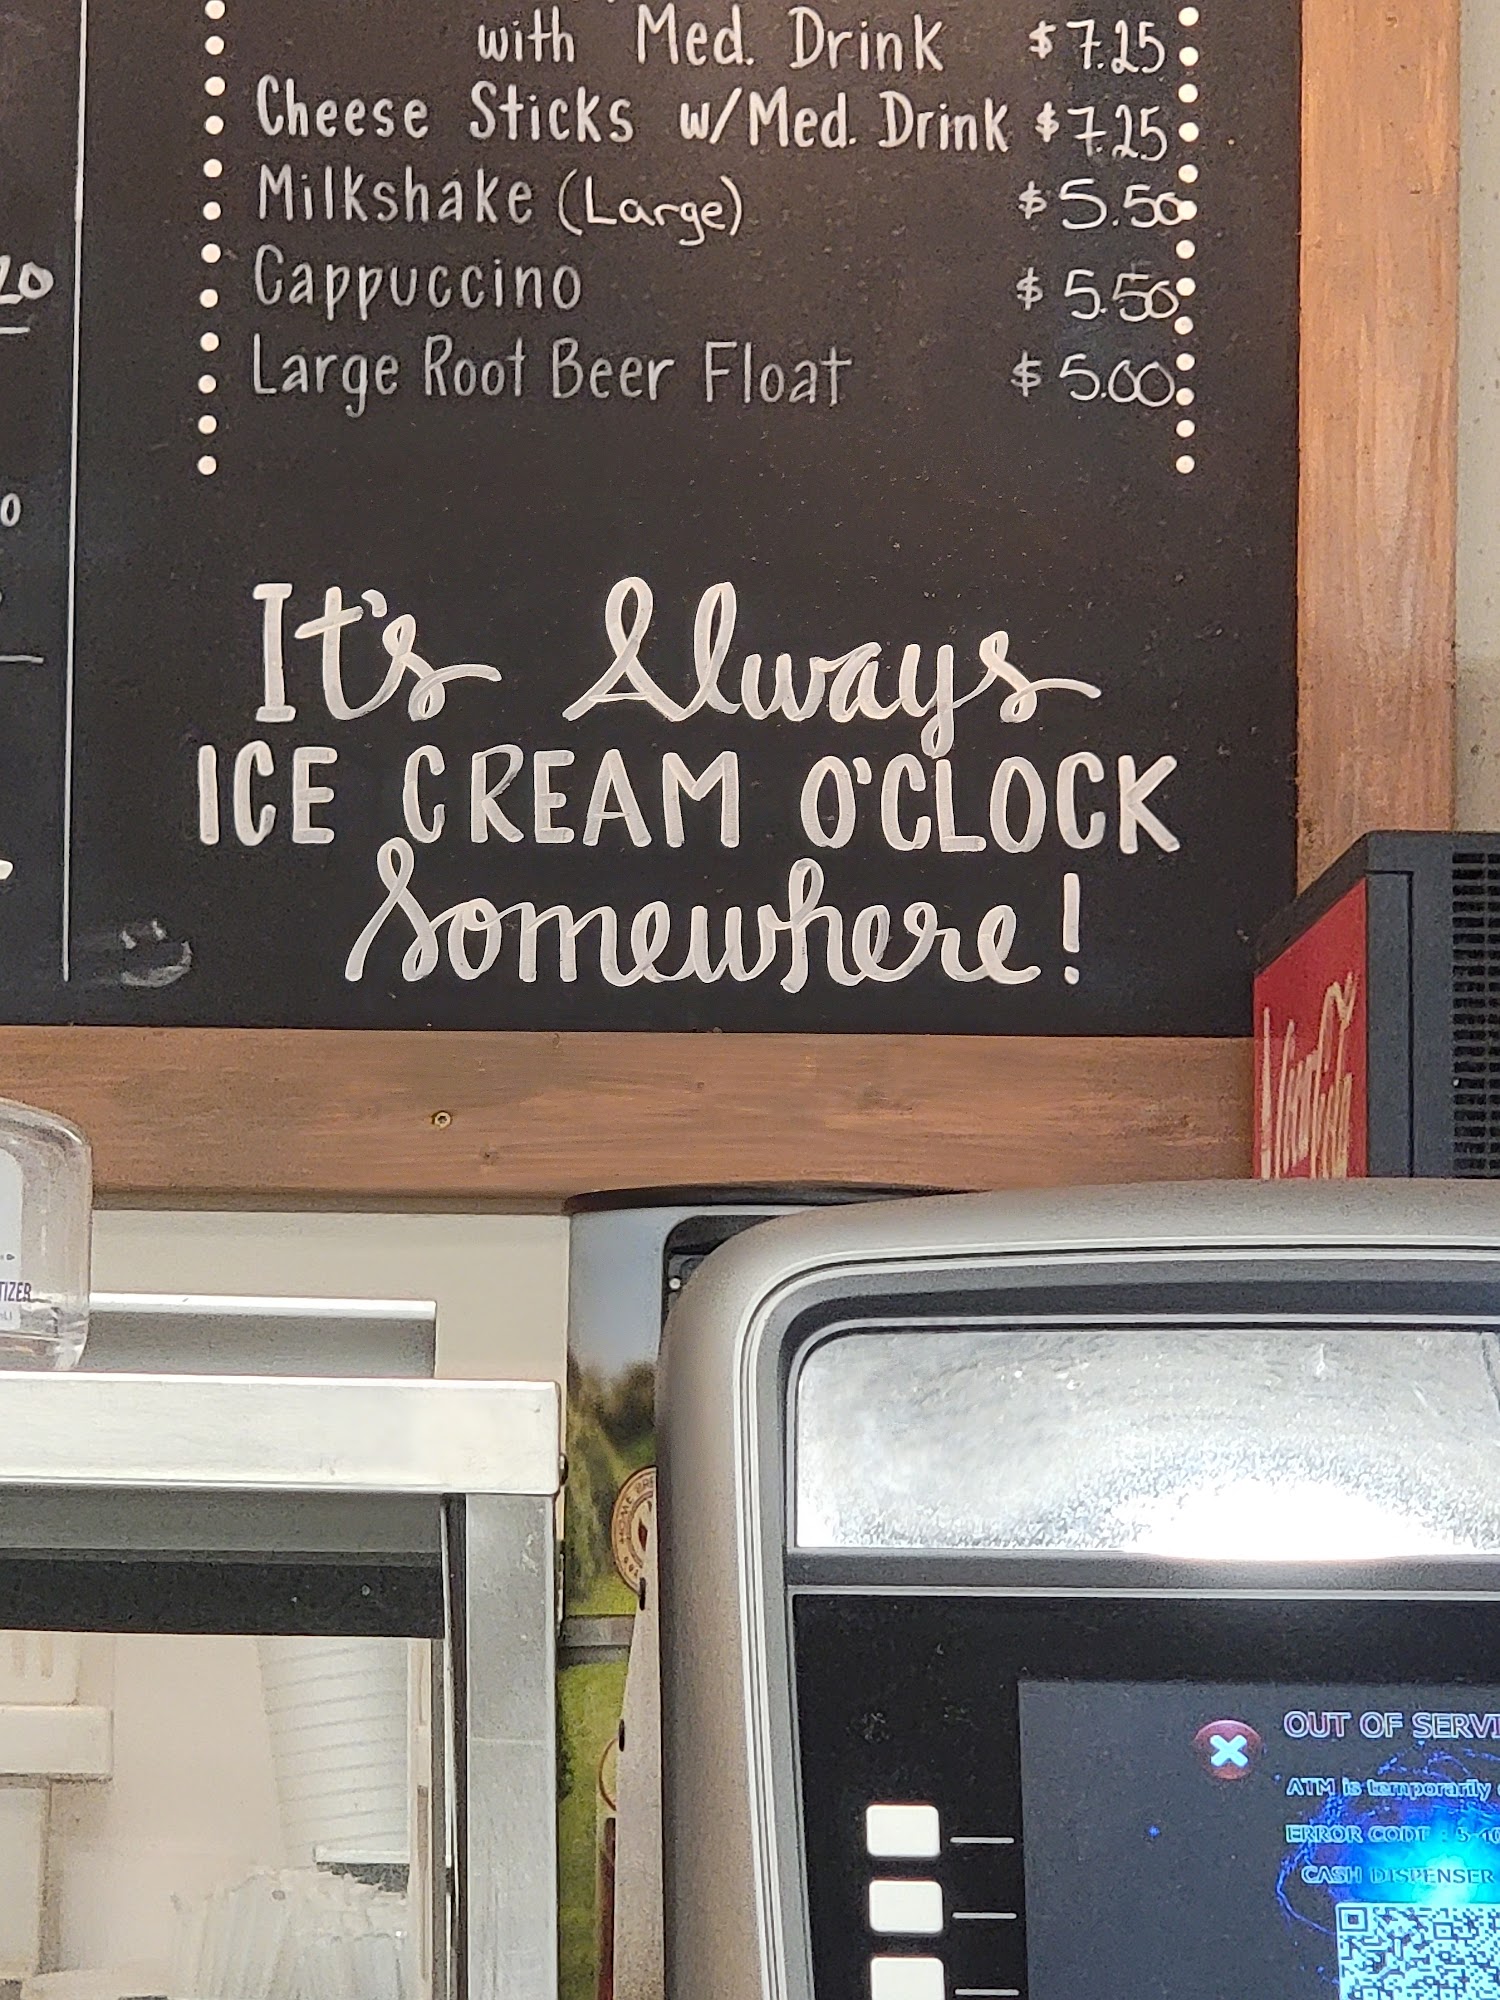 with Med. Drink $7.25
Cheese Sticks w/Med. Drink $7.25
Milkshake (Large) $5.50
Cappuccino $5.50
Large Root Beer Float $5.00
It's Always
ICE CREAM O'CLOCK
Somewhere!
OUT OF
ATM is temporarily
ERROR CODE
CASH DISPENSER